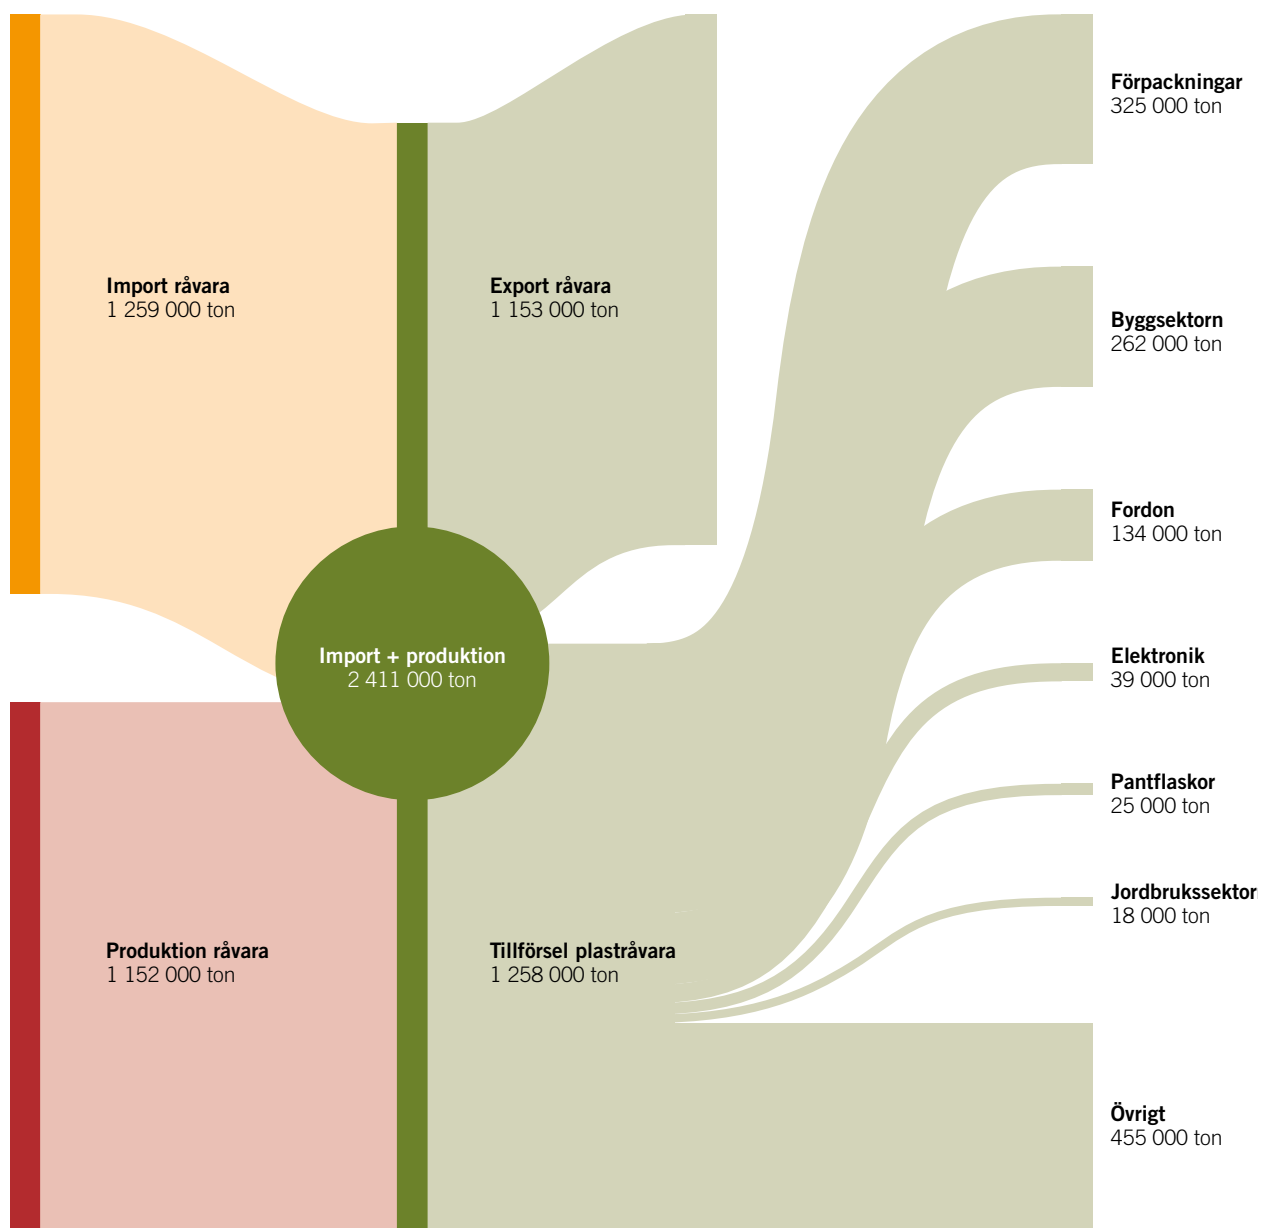 Import råvara
1 259 000 ton
Export råvara
1 153 000 ton
Import + produktion
2 411 000 ton
Produktion råvara
1 152 000 ton
Tillförsel plastråvara
1 258 000 ton
Förpackningar
325 000 ton
Byggsektorn
262 000 ton
Fordon
134 000 ton
Elektronik
39 000 ton
Pantflaskor
25 000 ton
Jordbrukssektor
18 000 ton
Övrigt
455 000 ton